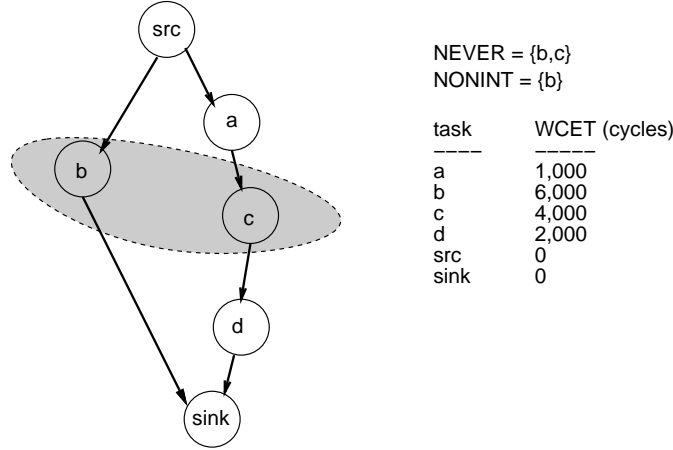 src
NEVER = {b,c}
NONINT = {b}
a
task WCET (cycles)
---- -----
b
a 1,000
b 6,000
c 4,000
d 2,000
src 0
sink 0
c
d
sink